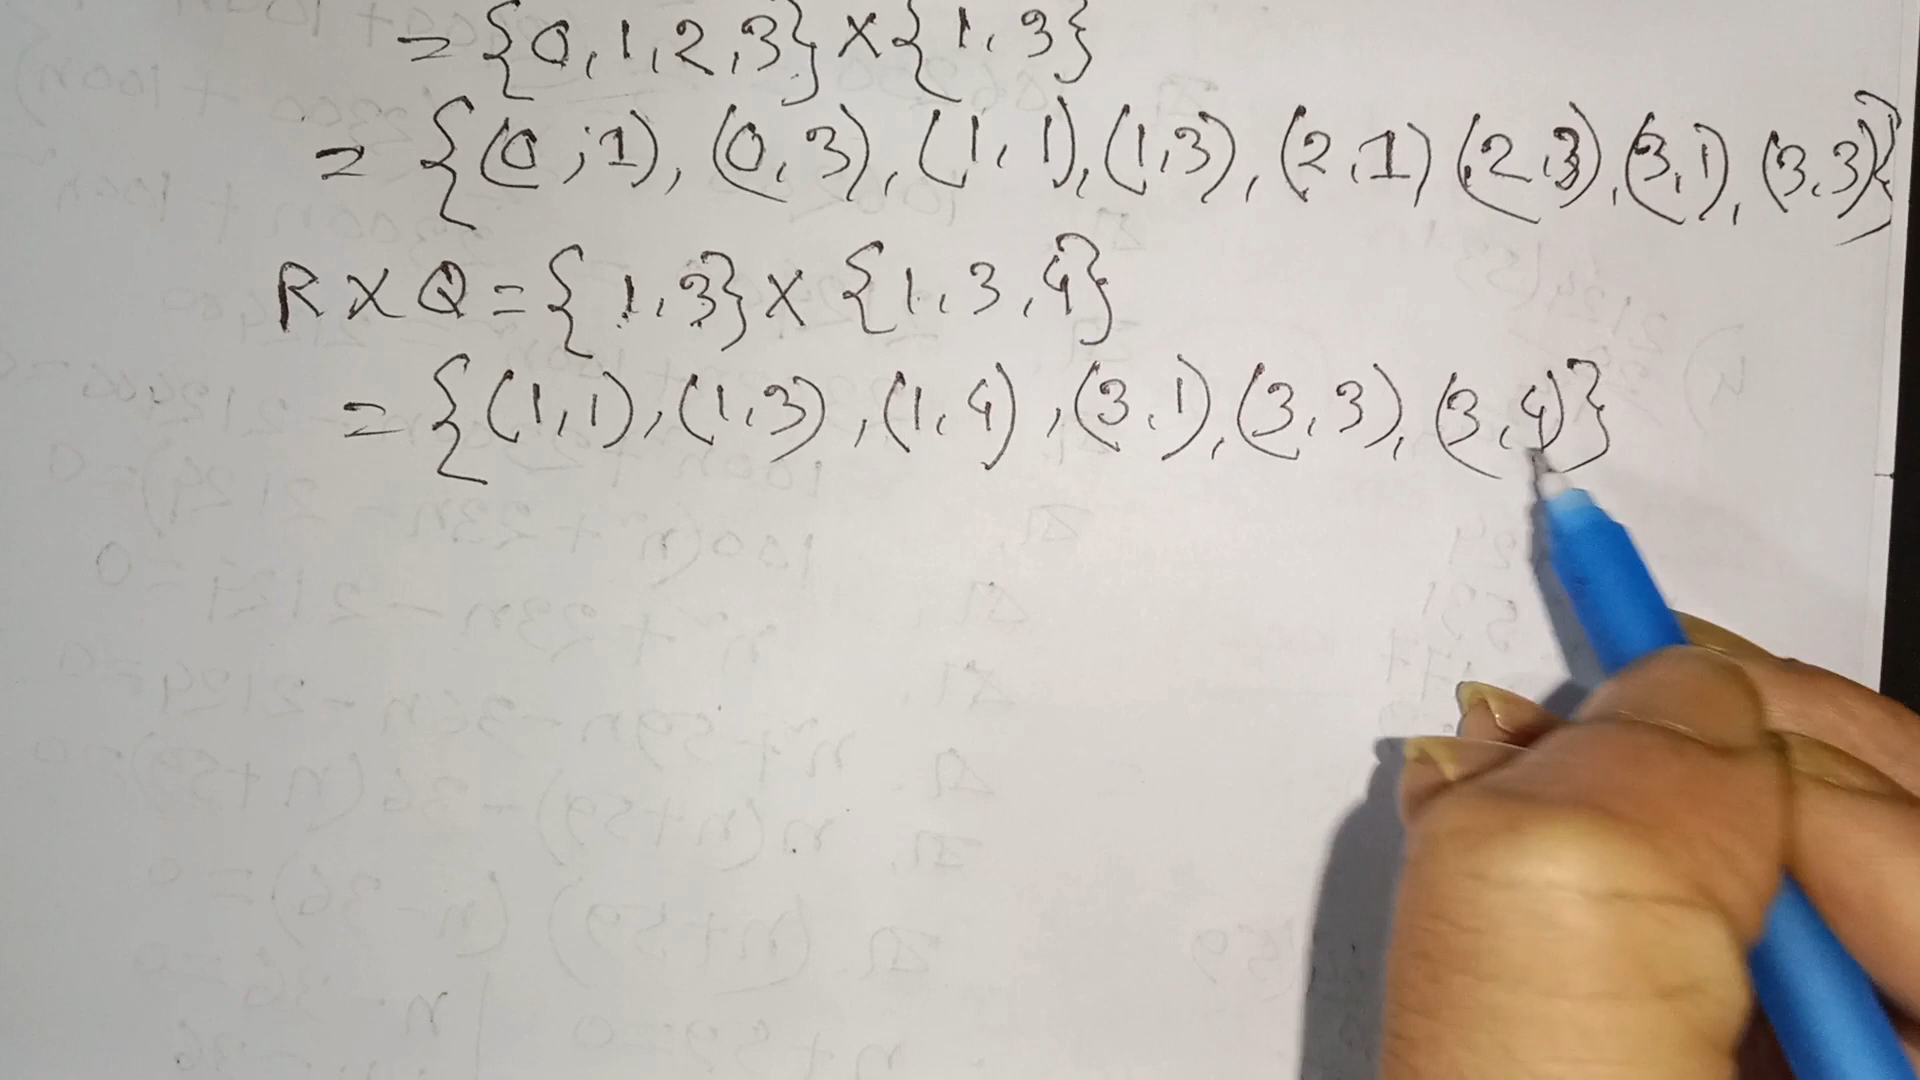 = {0, 1, 2, 3} × {1, 3}
= {(0, 1), (0, 3), (1, 1), (1, 3), (2, 1) (2, 3), (3, 1), (3, 3)}
R × Q = {1, 3} × {1, 3, 4}
= {(1, 1), (1, 3), (1, 4), (3, 1), (3, 3), (3, 4)}